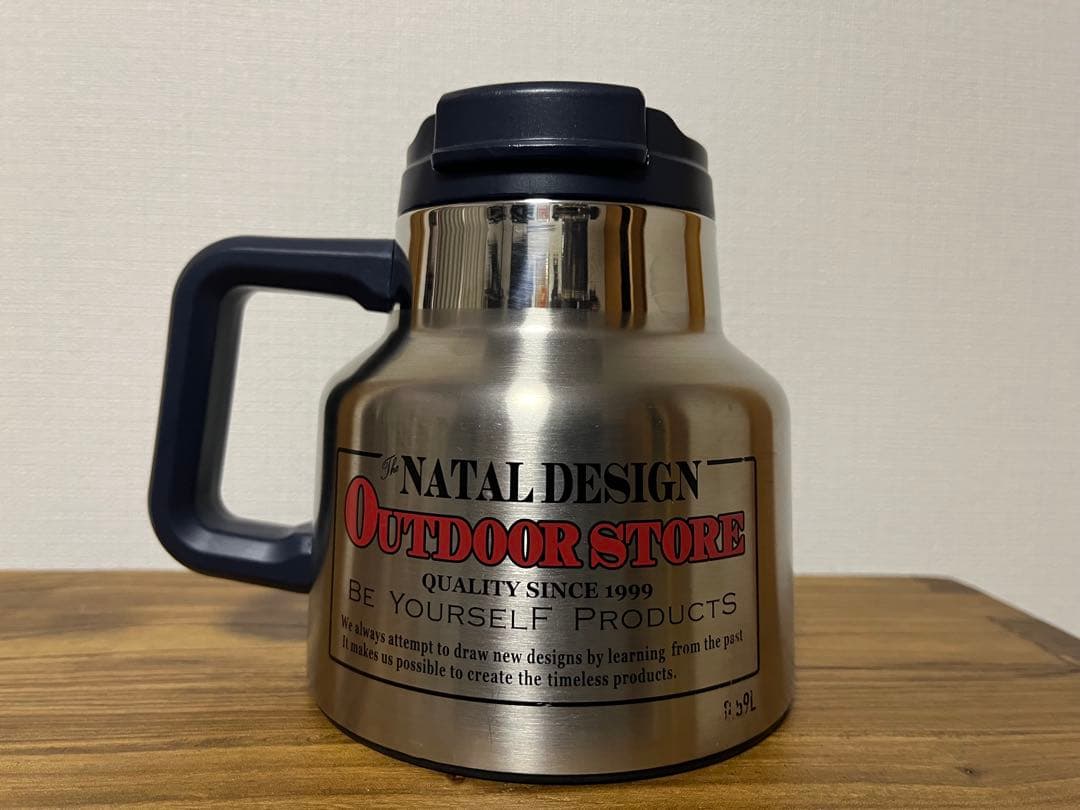 The NATAL DESIGN
OUTDOOR STORE
QUALITY SINCE 1999
BE YOURSELF PRODUCTS
We always attempt to draw new designs by learning from the past
It makes us possible to create the timeless products.
0.59L